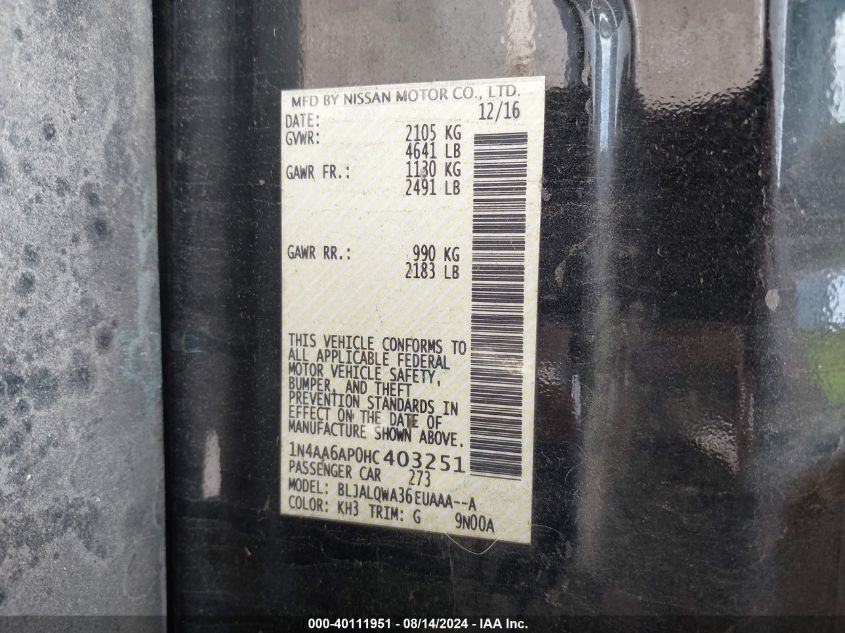 MFD BY NISSAN MOTOR CO., LTD.
DATE: 12/16
GVWR: 2105 KG
4641 LB
GAWR FR.: 1130 KG
2491 LB
GAWR RR.: 990 KG
2183 LB
THIS VEHICLE CONFORMS TO
ALL APPLICABLE FEDERAL
MOTOR VEHICLE SAFETY,
BUMPER, AND THEFT
PREVENTION STANDARDS IN
EFFECT ON THE DATE OF
MANUFACTURE SHOWN ABOVE.
1N4AA6AP0HC403251
PASSENGER CAR 273
MODEL: BLJALQWA36EUAAA--A
COLOR: KH3 TRIM: G 9N00A
000-40111951 - 08/14/2024 - IAA Inc.